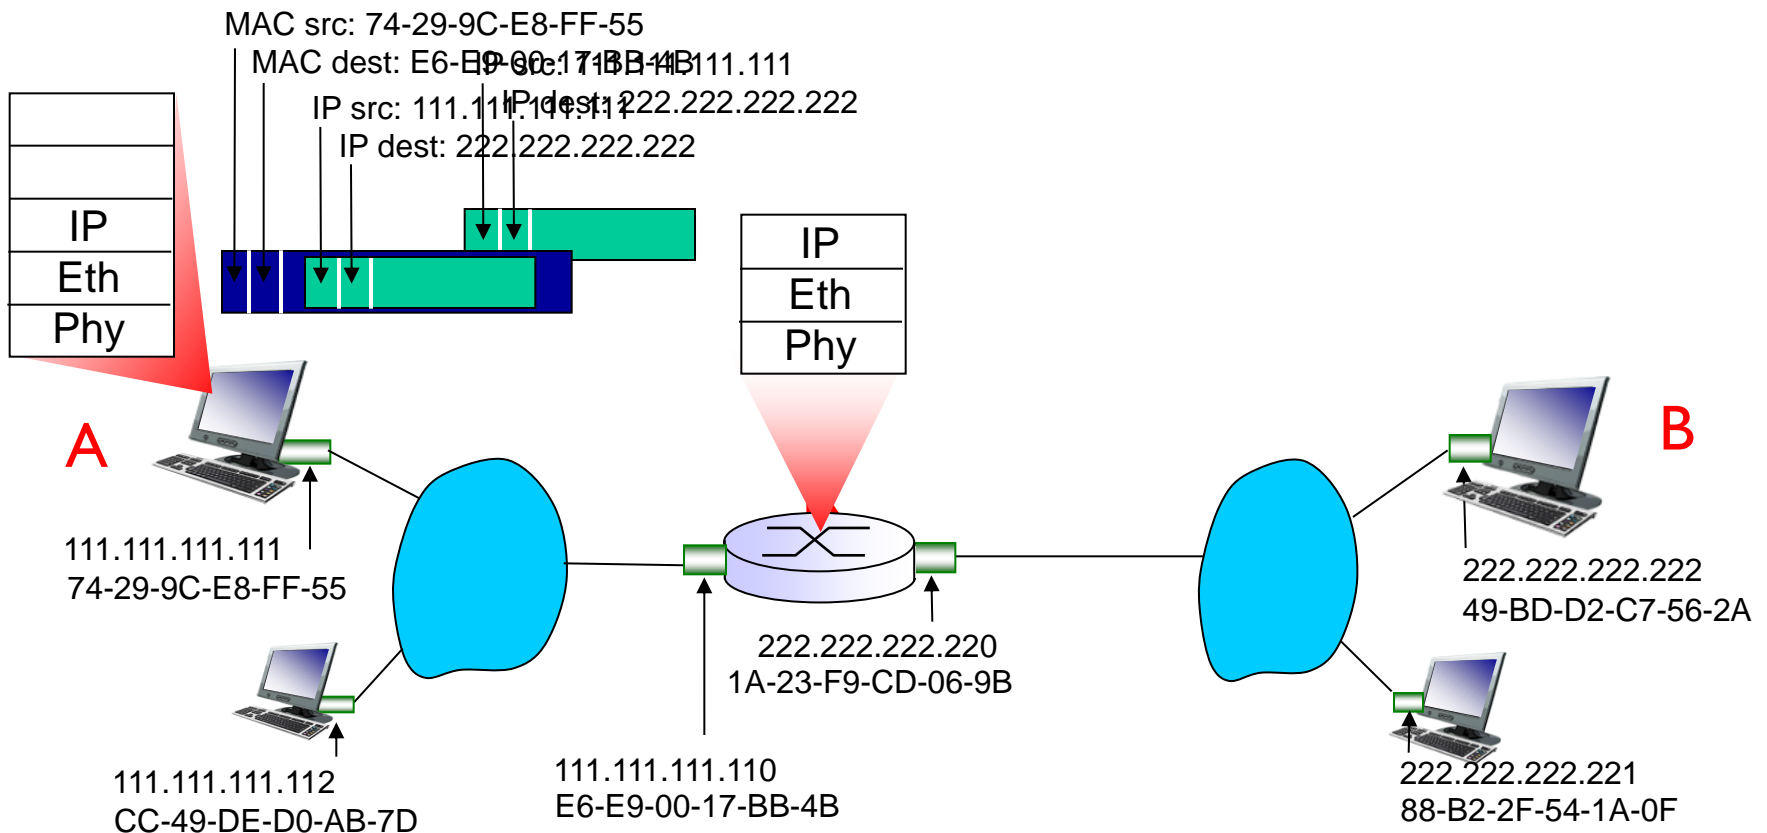 MAC src: 74-29-9C-E8-FF-55
MAC dest: E6-E9-00-17-BB-4B
IP src: 111.111.111.111
IP src: 111.111.111.111
IP dest: 222.222.222.222
IP dest: 222.222.222.222
IP
Eth
Phy
IP
Eth
Phy
A
B
111.111.111.111
74-29-9C-E8-FF-55
222.222.222.222
49-BD-D2-C7-56-2A
222.222.222.220
1A-23-F9-CD-06-9B
111.111.111.112
CC-49-DE-D0-AB-7D
111.111.111.110
E6-E9-00-17-BB-4B
222.222.222.221
88-B2-2F-54-1A-0F